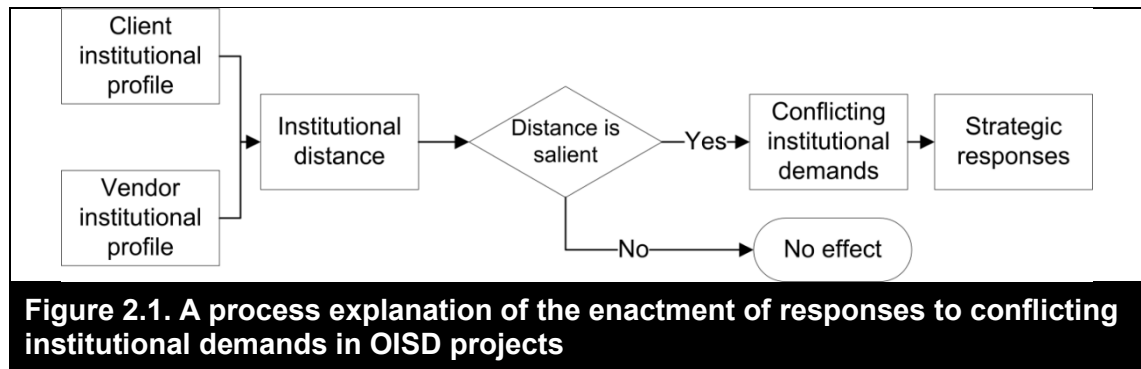 Client
institutional
profile
Vendor
institutional
profile
Institutional
distance
Distance is
salient
Yes
Conflicting
institutional
demands
Strategic
responses
No
No effect
Figure 2.1. A process explanation of the enactment of responses to conflicting
institutional demands in OISD projects